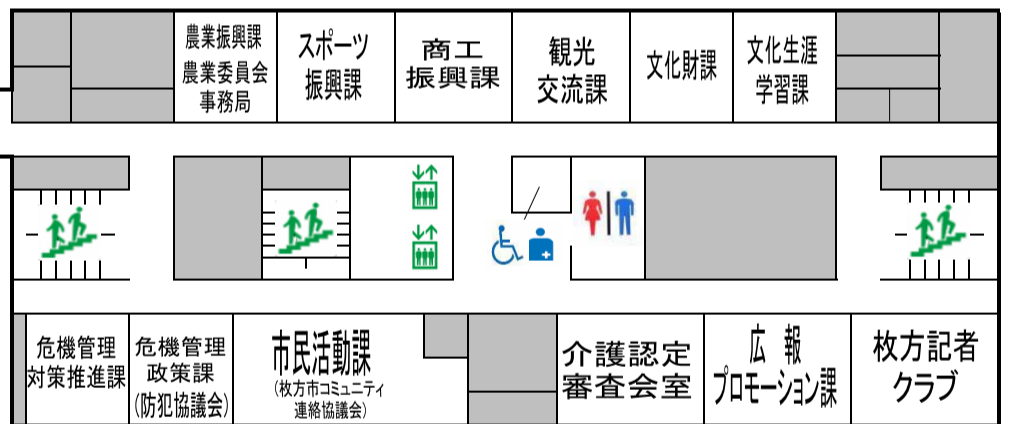 農業振興課
農業委員会
事務局
スポーツ
振興課
商工
振興課
観光
交流課
文化財課
文化生涯
学習課
危機管理
対策推進課
危機管理
政策課
(防犯協議会)
市民活動課
(枚方市コミュニティ
連絡協議会)
介護認定
審査会室
広報
プロモーション課
枚方記者
クラブ